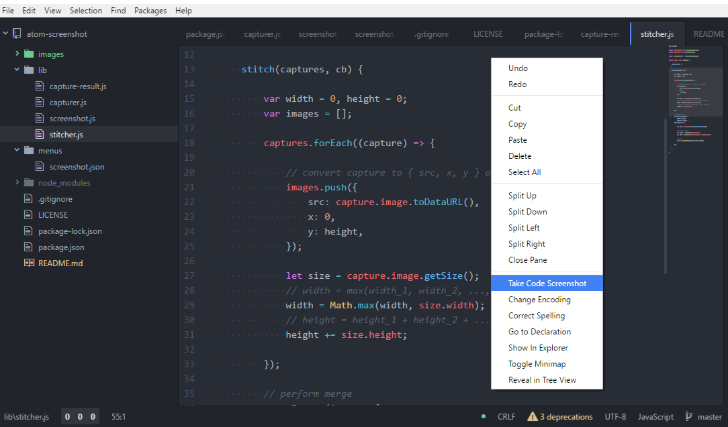 File Edit View Selection Find Packages Help
atom-screenshot
images
lib
capture-result.js
capturer.js
screenshot.js
stitcher.js
menus
screenshot.json
node_modules
.gitignore
LICENSE
package-lock.json
package.json
README.md
package.js capturer.js screenshot screenshot .gitignore LICENSE package-lo capture-re stitcher.js README
12
13 stitch(captures, cb) {
14
15 var width = 0, height = 0;
16 var images = [];
17
18 captures.forEach((capture) => {
19
20 // convert capture to { src, x, y } o
21 images.push({
22 src: capture.image.toDataURL(),
23 x: 0,
24 y: height,
25 });
26
27 let size = capture.image.getSize();
28 // width = max(width_1, width_2, ...,
29 width = Math.max(width, size.width);
30 // height = height_1 + height_2 + ...
31 height += size.height;
32
33 });
34
35 // perform merge
Undo
Redo
Cut
Copy
Paste
Delete
Select All
Split Up
Split Down
Split Left
Split Right
Close Pane
Take Code Screenshot
Change Encoding
Correct Spelling
Go to Declaration
Show In Explorer
Toggle Minimap
Reveal in Tree View
lib\stitcher.js 0 0 0 55:1 CRLF 3 deprecations UTF-8 JavaScript master